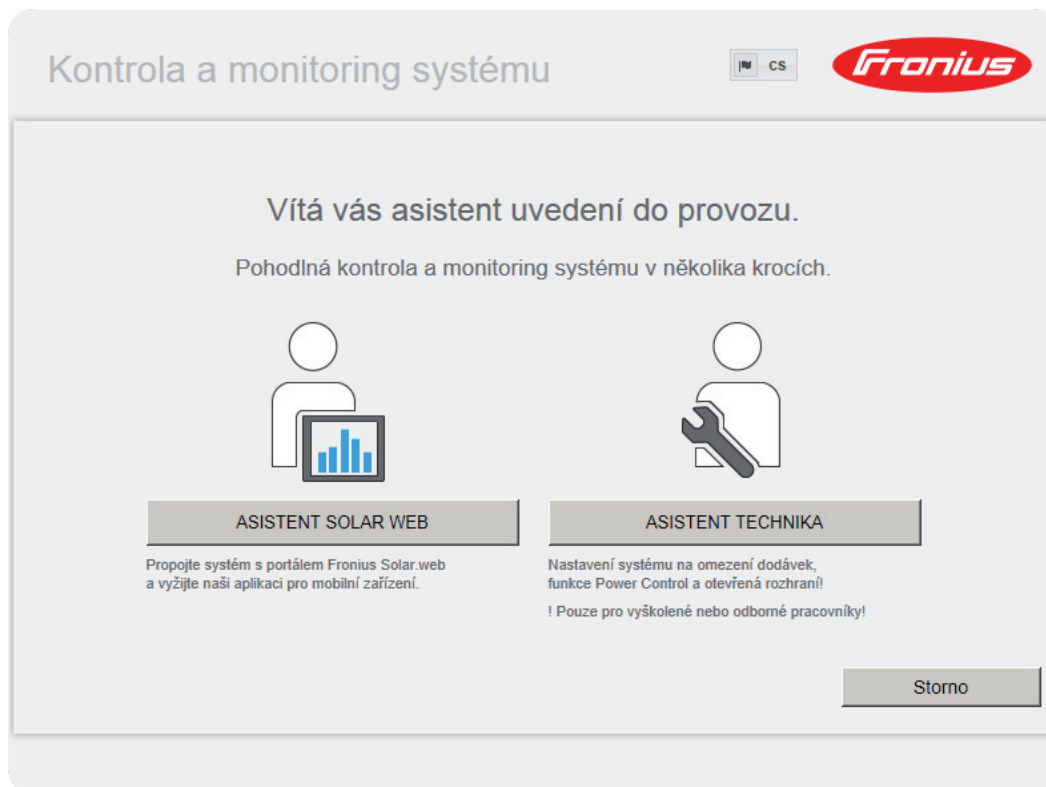 Kontrola a monitoring systému
CS
Fronius
Vítá vás asistent uvedení do provozu.
Pohodlná kontrola a monitoring systému v několika krocích.
ASISTENT SOLAR WEB
ASISTENT TECHNIKA
Propojte systém s portálem Fronius Solar.web
a vyžijte naši aplikaci pro mobilní zařízení.
Nastavení systému na omezení dodávek,
funkce Power Control a otevřená rozhraní!
! Pouze pro vyškolené nebo odborné pracovníky!
Storno